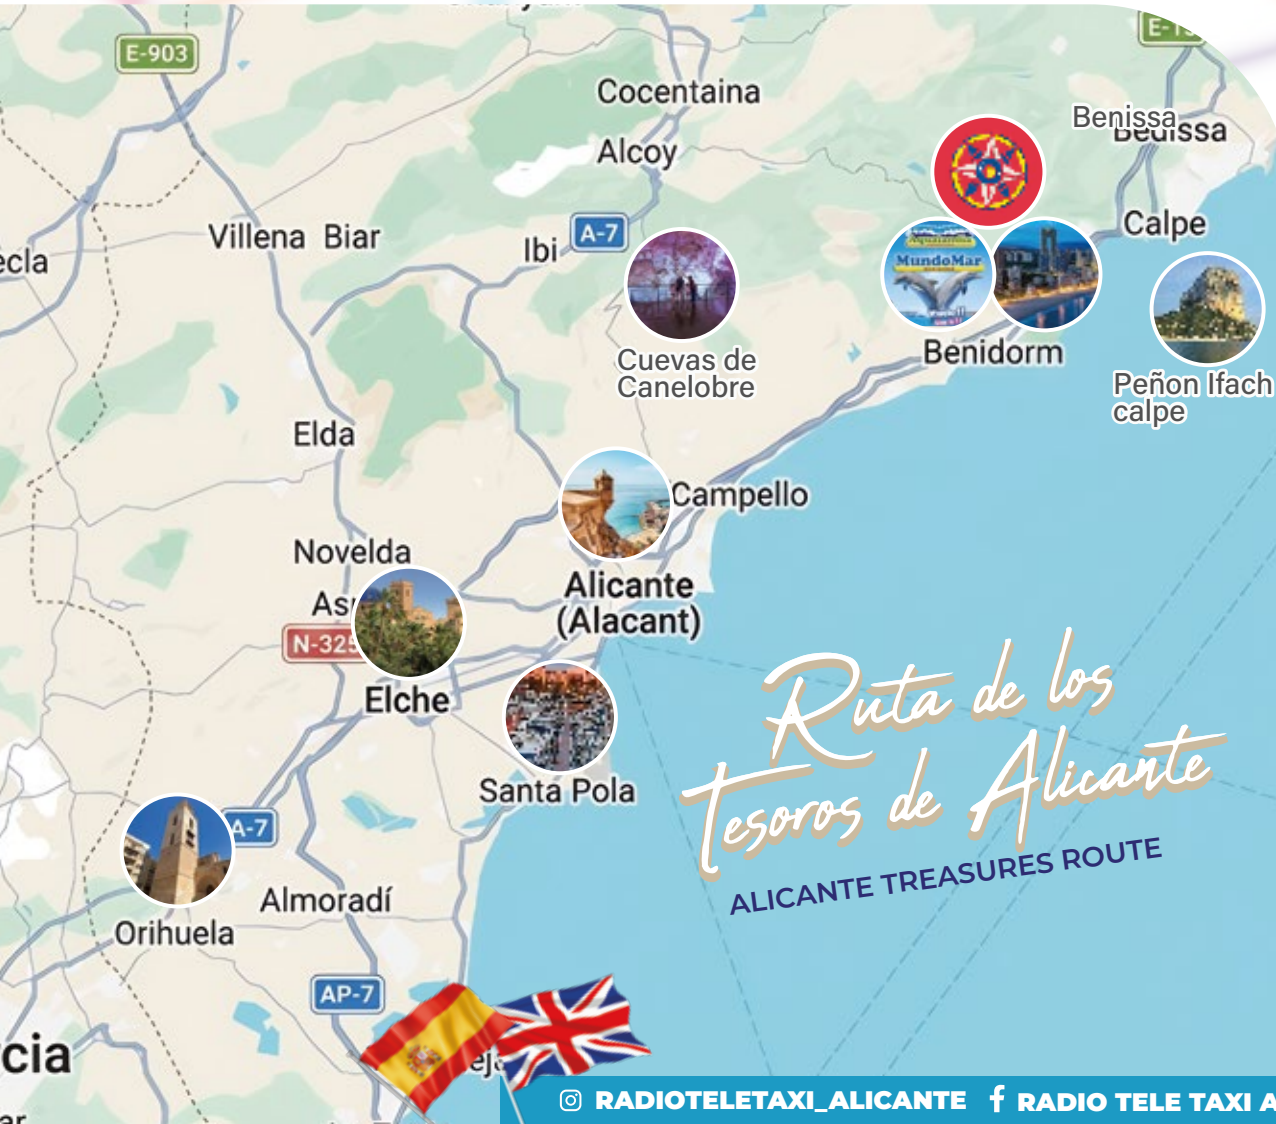 E-903
Cocentaina
Benissa
Alcoy
Villena
Biar
Ibi
A-7
Calpe
ecla
MundoMar
Cuevas de
Canelobre
Benidorm
Peñon Ifach
calpe
Elda
Campello
Novelda
Alicante
(Alacant)
N-325
Elche
Santa Pola
Ruta de los
Tesoros de Alicante
ALICANTE TREASURES ROUTE
A-7
Almoradí
Orihuela
AP-7
cia
RADIOTELETAXI_ALICANTE
RADIO TELE TAXI A